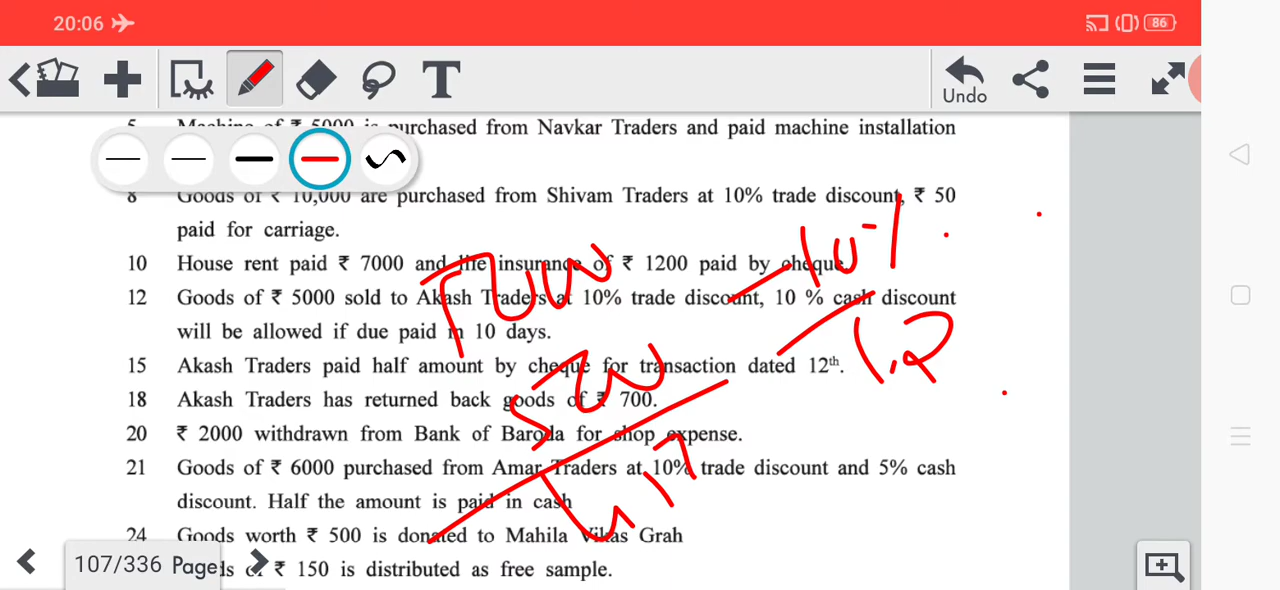 20:06
86
Undo
5 Machine of ₹ 5000 is purchased from Navkar Traders and paid machine installation
8 Goods of ₹ 10,000 are purchased from Shivam Traders at 10% trade discount, ₹ 50
paid for carriage.
10 House rent paid ₹ 7000 and life insurance of ₹ 1200 paid by cheque.
12 Goods of ₹ 5000 sold to Akash Traders at 10% trade discount, 10 % cash discount
will be allowed if due paid in 10 days.
15 Akash Traders paid half amount by cheque for transaction dated 12th.
18 Akash Traders has returned back goods of ₹ 700.
20 ₹ 2000 withdrawn from Bank of Baroda for shop expense.
21 Goods of ₹ 6000 purchased from Amar Traders at 10% trade discount and 5% cash
discount. Half the amount is paid in cash
24 Goods worth ₹ 500 is donated to Mahila Vikas Grah
107/336 Page
₹ 150 is distributed as free sample.
10%